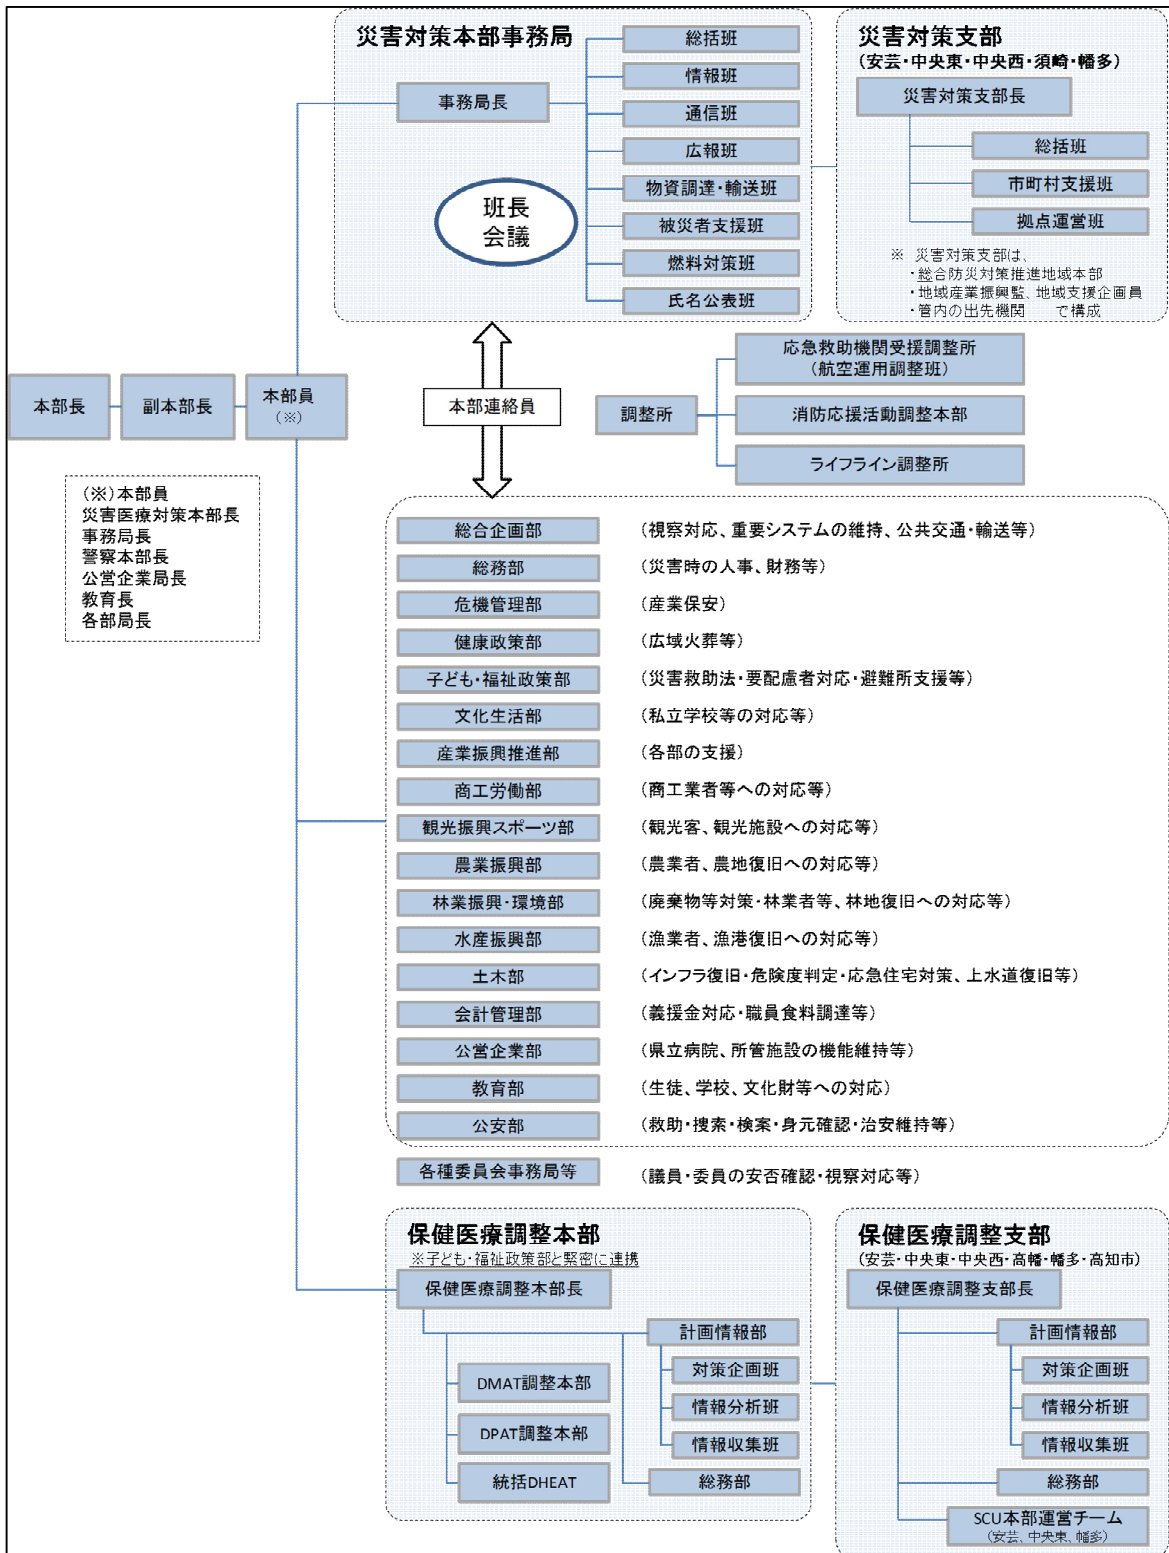 災害対策本部事務局
事務局長
総括班
情報班
通信班
広報班
物資調達・輸送班
被災者支援班
燃料対策班
氏名公表班
班長
会議
災害対策支部
(安芸・中央東・中央西・須崎・幡多)
災害対策支部長
総括班
市町村支援班
拠点運営班
※ 災害対策支部は、
・総合防災対策推進地域本部
・地域産業振興監、地域支援企画員
・管内の出先機関 で構成
本部長
副本部長
本部員
(※)
本部連絡員
調整所
応急救助機関受援調整所
(航空運用調整班)
消防応援活動調整本部
ライフライン調整所
(※)本部員
災害医療対策本部長
事務局長
警察本部長
公営企業局長
教育長
各部局長
総合企画部 (視察対応、重要システムの維持、公共交通・輸送等)
総務部 (災害時の人事、財務等)
危機管理部 (産業保安)
健康政策部 (広域火葬等)
子ども・福祉政策部 (災害救助法・要配慮者対応・避難所支援等)
文化生活部 (私立学校等の対応等)
産業振興推進部 (各部の支援)
商工労働部 (商工業者等への対応等)
観光振興スポーツ部 (観光客、観光施設への対応等)
農業振興部 (農業者、農地復旧への対応等)
林業振興・環境部 (廃棄物等対策・林業者等、林地復旧への対応等)
水産振興部 (漁業者、漁港復旧への対応等)
土木部 (インフラ復旧・危険度判定・応急住宅対策、上水道復旧等)
会計管理部 (義援金対応・職員食料調達等)
公営企業部 (県立病院、所管施設の機能維持等)
教育部 (生徒、学校、文化財等への対応)
公安部 (救助・捜索・検案・身元確認・治安維持等)
各種委員会事務局等 (議員・委員の安否確認・視察対応等)
保健医療調整本部
※子ども・福祉政策部と緊密に連携
保健医療調整本部長
DMAT調整本部
DPAT調整本部
統括DHEAT
計画情報部
対策企画班
情報分析班
情報収集班
総務部
保健医療調整支部
(安芸・中央東・中央西・高幡・幡多・高知市)
保健医療調整支部長
計画情報部
対策企画班
情報分析班
情報収集班
総務部
SCU本部運営チーム
(安芸、中央東、幡多)